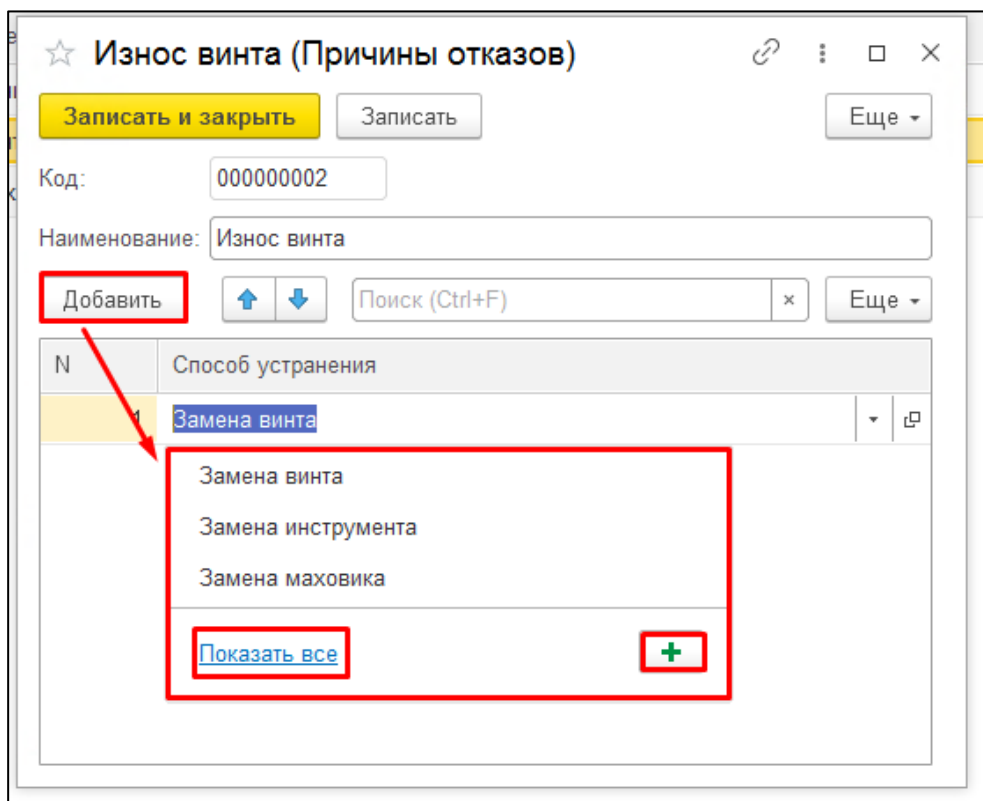 Износ винта (Причины отказов)
Записать и закрыть Записать Еще
Код: 000000002
Наименование: Износ винта
Добавить Поиск (Ctrl+F) × Еще
N Способ устранения
1 Замена винта
Замена винта
Замена инструмента
Замена маховика
Показать все